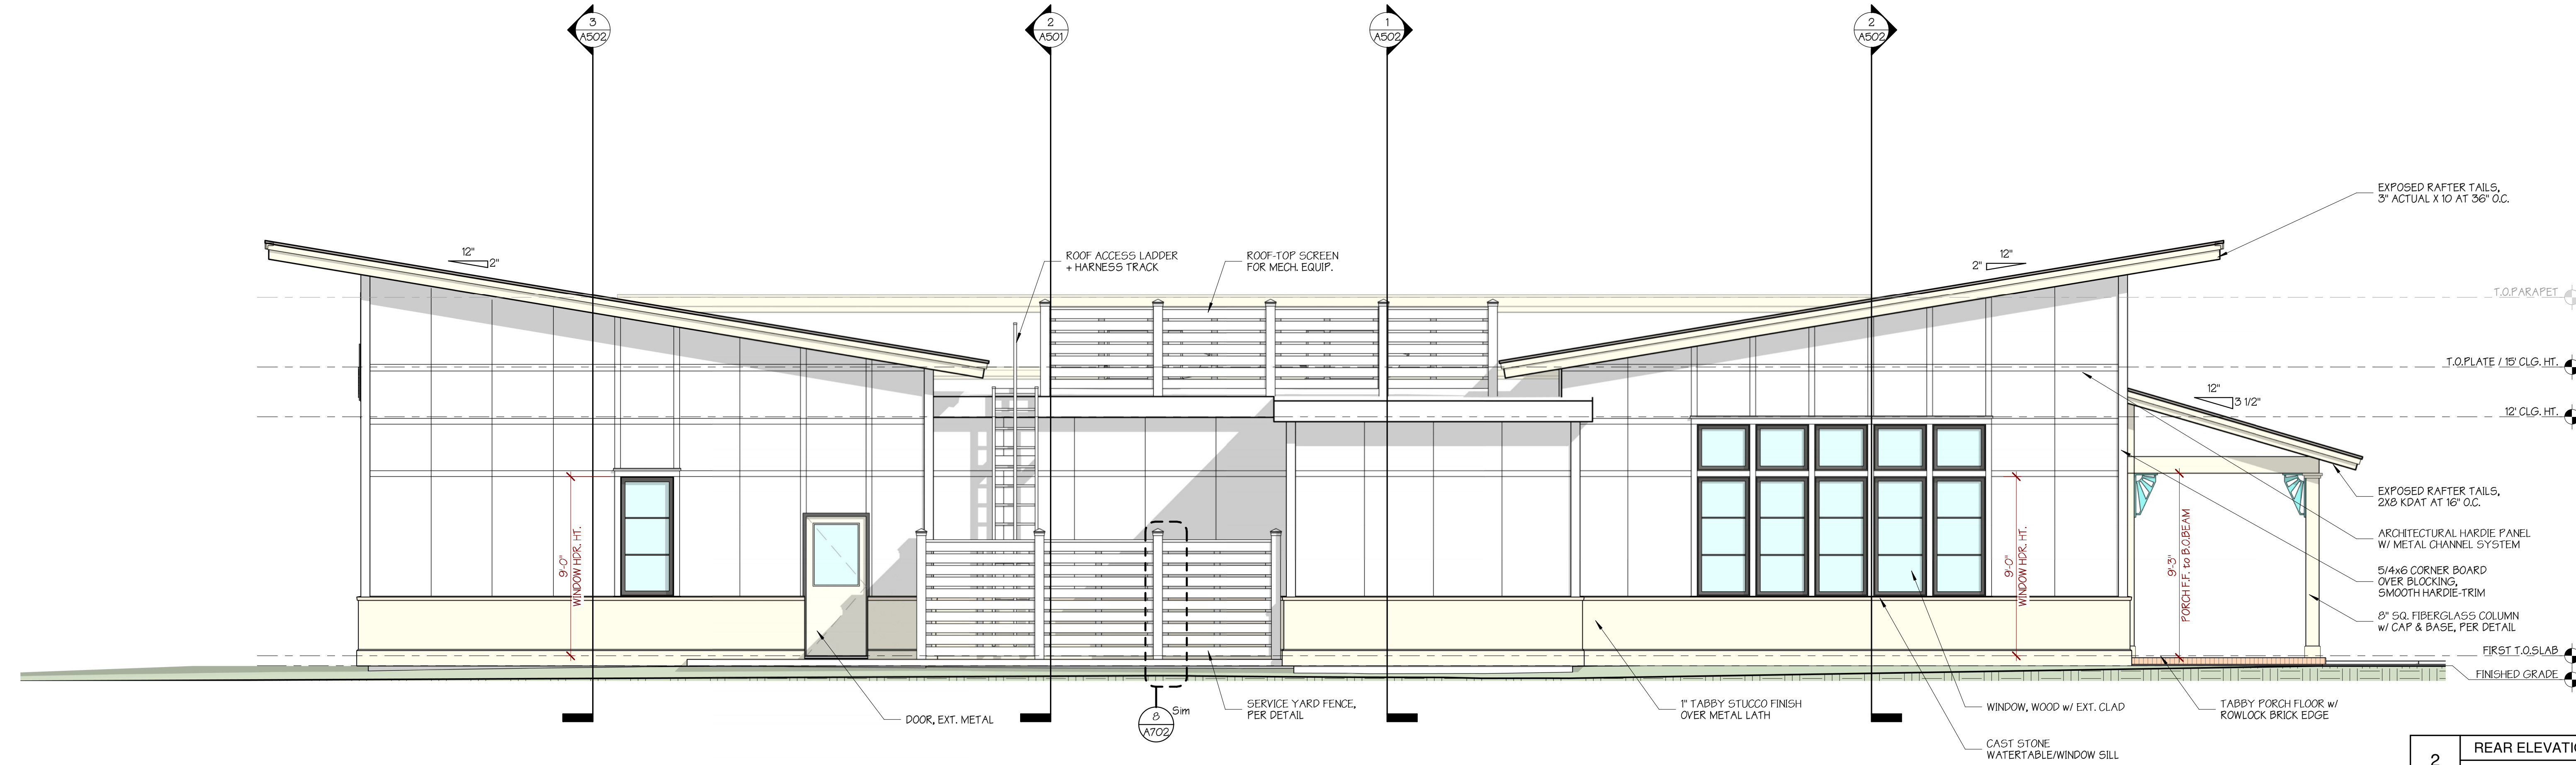 3
A502
2
A501
1
A502
2
A502
EXPOSED RAFTER TAILS,
3" ACTUAL X 10 AT 36" O.C.
12"
2"
ROOF ACCESS LADDER
+ HARNESS TRACK
ROOF-TOP SCREEN
FOR MECH. EQUIP.
12"
2"
T.O.PARAPET
T.O.PLATE / 15' CLG. HT.
12"
3 1/2"
12' CLG. HT.
9'-0"
WINDOW HDR. HT.
9'-0"
WINDOW HDR. HT.
9'-3"
PORCH F.F. to B.O.BEAM
EXPOSED RAFTER TAILS,
2X8 KDAT AT 16" O.C.
ARCHITECTURAL HARDIE PANEL
W/ METAL CHANNEL SYSTEM
5/4x6 CORNER BOARD
OVER BLOCKING,
SMOOTH HARDIE-TRIM
8" SQ. FIBERGLASS COLUMN
w/ CAP & BASE, PER DETAIL
FIRST T.O.SLAB
FINISHED GRADE
DOOR, EXT. METAL
8
A702
Sim
SERVICE YARD FENCE,
PER DETAIL
1" TABBY STUCCO FINISH
OVER METAL LATH
WINDOW, WOOD w/ EXT. CLAD
CAST STONE
WATERTABLE/WINDOW SILL
TABBY PORCH FLOOR w/
ROWLOCK BRICK EDGE
2
REAR ELEVATIO